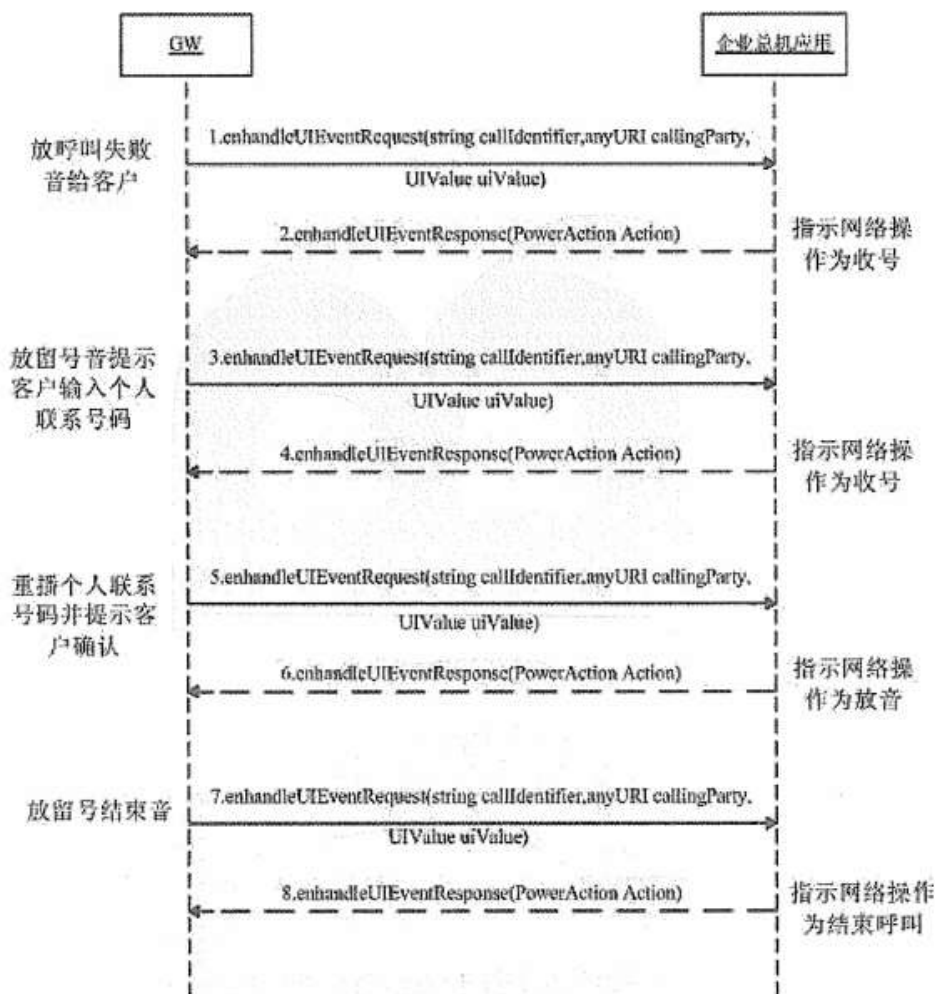 GW
企业总机应用
放呼叫失败
音给客户
1.enhandleUIEventRequest(string callIdentifier,anyURI callingParty,
UIValue uiValue)
2.enhandleUIEventResponse(PowerAction Action)
指示网络操
作为收号
放留号音提示
客户输入个人
联系号码
3.enhandleUIEventRequest(string callIdentifier,anyURI callingParty,
UIValue uiValue)
4.enhandleUIEventResponse(PowerAction Action)
指示网络操
作为收号
重播个人联系
号码并提示客
户确认
5.enhandleUIEventRequest(string callIdentifier,anyURI callingParty,
UIValue uiValue)
6.enhandleUIEventResponse(PowerAction Action)
指示网络操
作为放音
放留号结束音
7.enhandleUIEventRequest(string callIdentifier,anyURI callingParty,
UIValue uiValue)
8.enhandleUIEventResponse(PowerAction Action)
指示网络操作
为结束呼叫